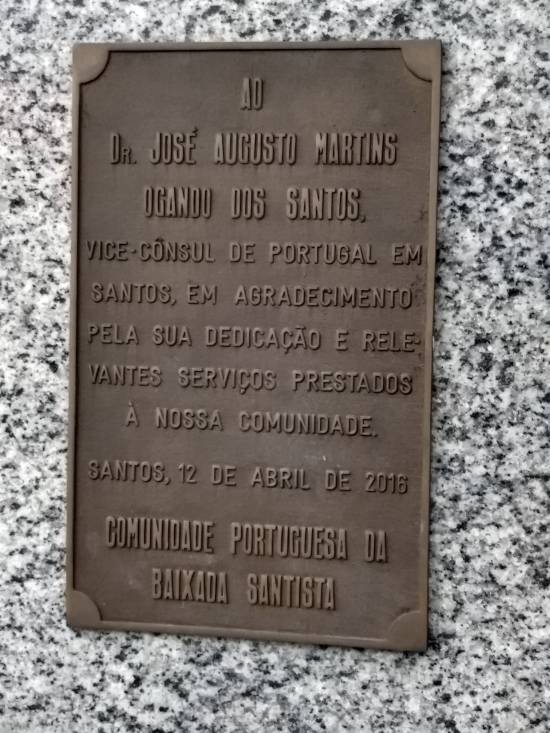 AO
DR. JOSÉ AUGUSTO MARTINS
OGANDO DOS SANTOS,
VICE-CÔNSUL DE PORTUGAL EM
SANTOS, EM AGRADECIMENTO
PELA SUA DEDICAÇÃO E RELE-
VANTES SERVIÇOS PRESTADOS
À NOSSA COMUNIDADE.
SANTOS, 12 DE ABRIL DE 2016
COMUNIDADE PORTUGUESA DA
BAIXADA SANTISTA